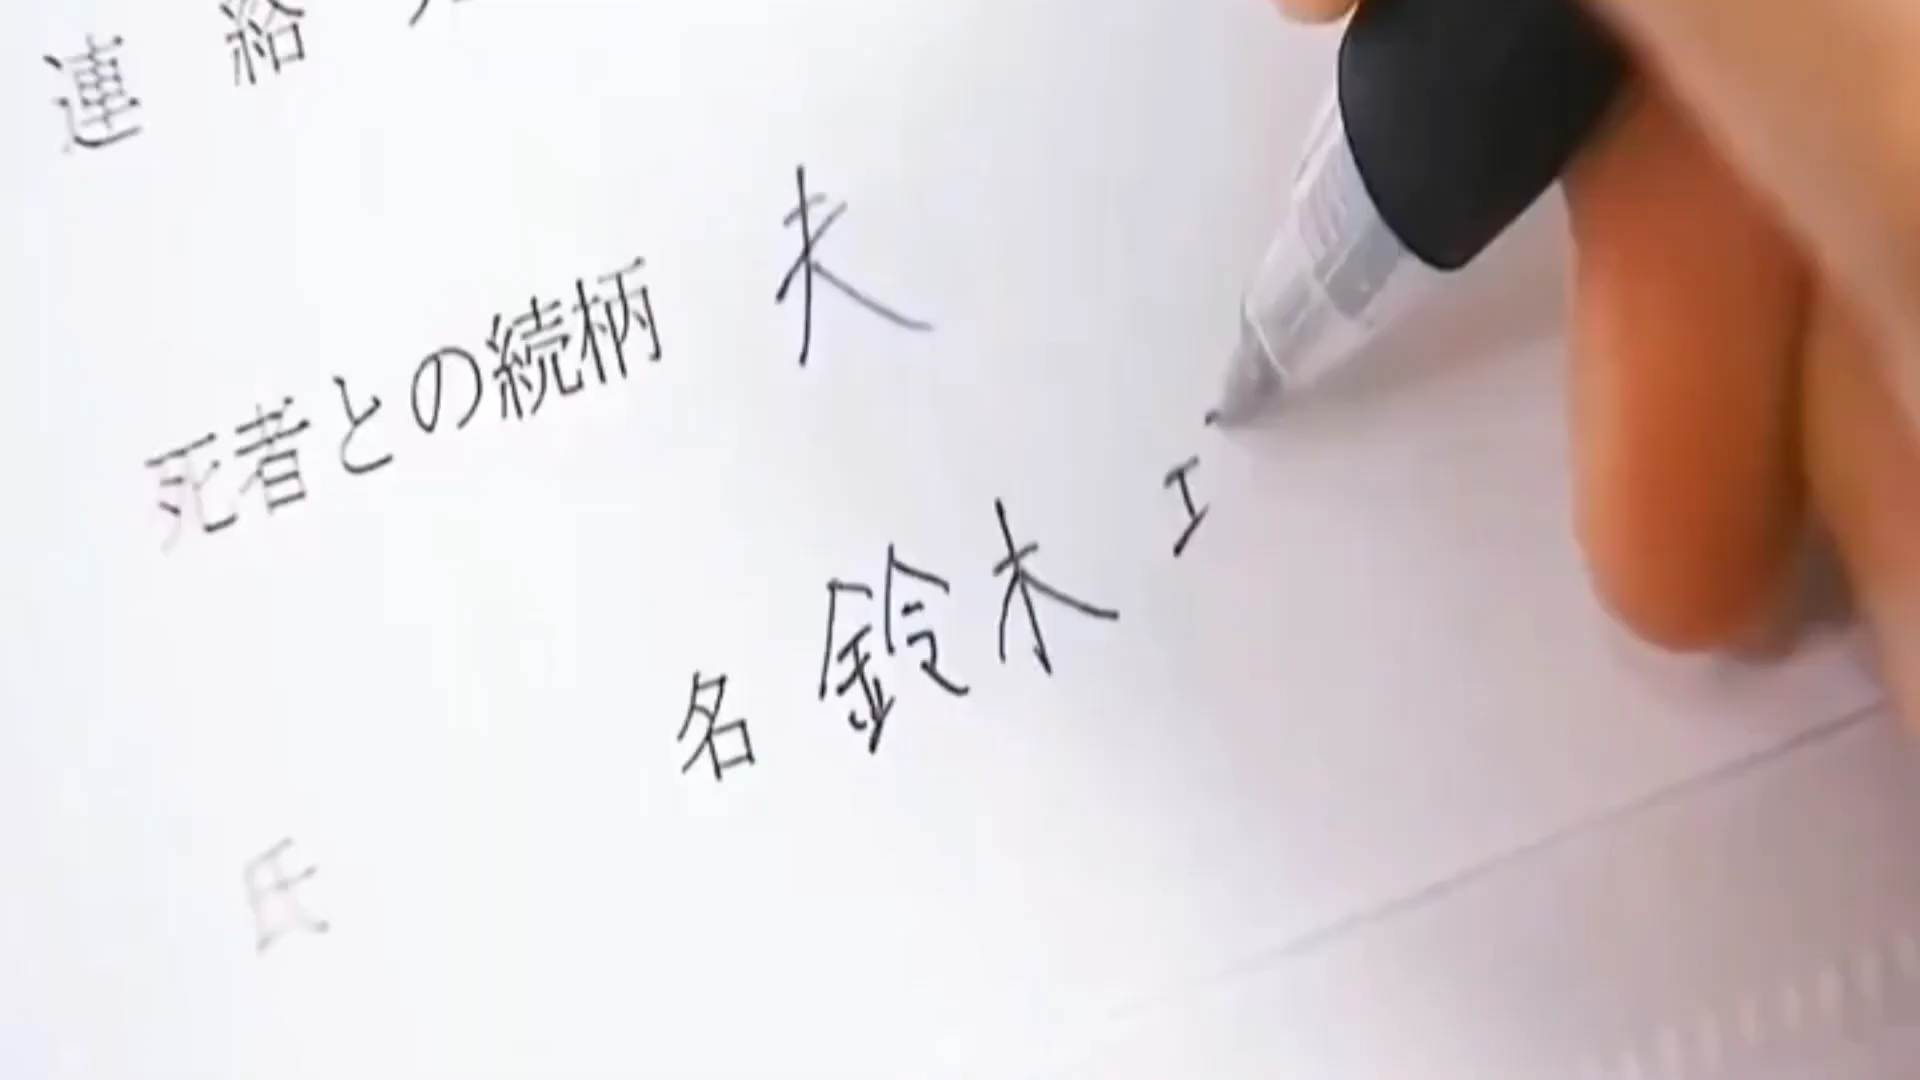 連絡
死者との続柄 夫
氏名 鈴木